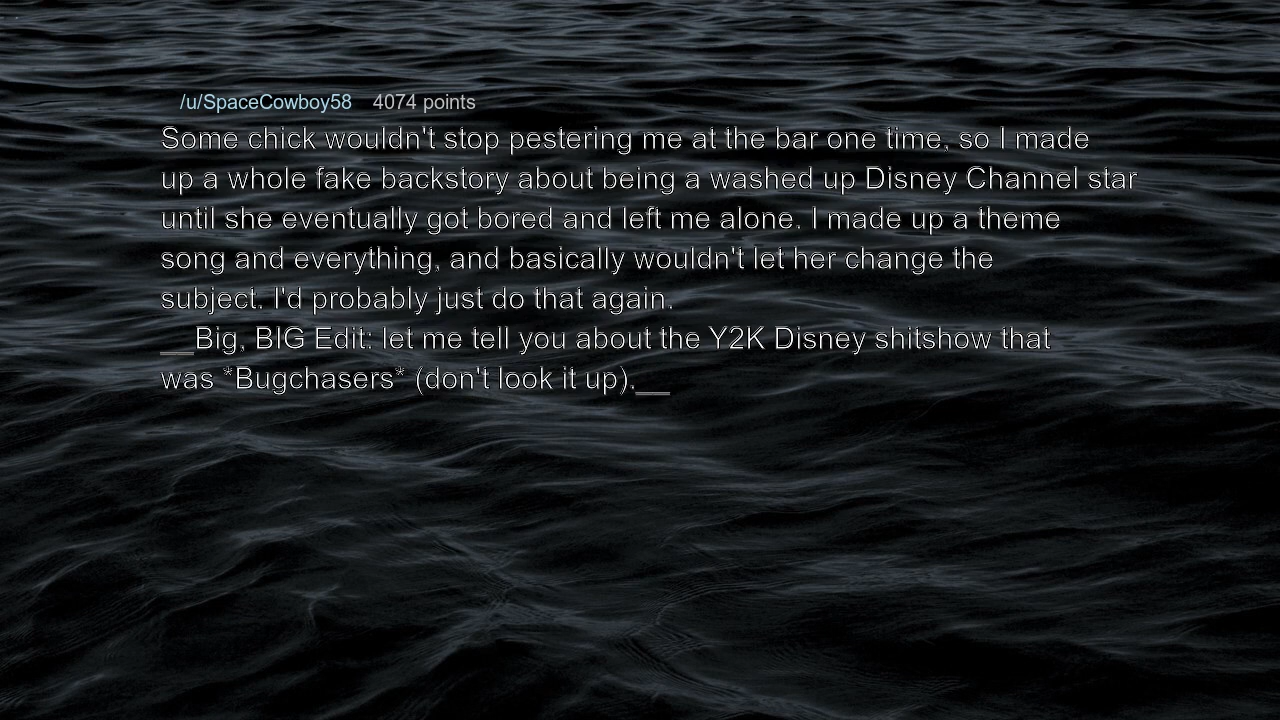 /u/SpaceCowboy58 4074 points
Some chick wouldn't stop pestering me at the bar one time, so I made
up a whole fake backstory about being a washed up Disney Channel star
until she eventually got bored and left me alone. I made up a theme
song and everything, and basically wouldn't let her change the
subject. I'd probably just do that again.
__Big, BIG Edit: let me tell you about the Y2K Disney shitshow that
was *Bugchasers* (don't look it up).__